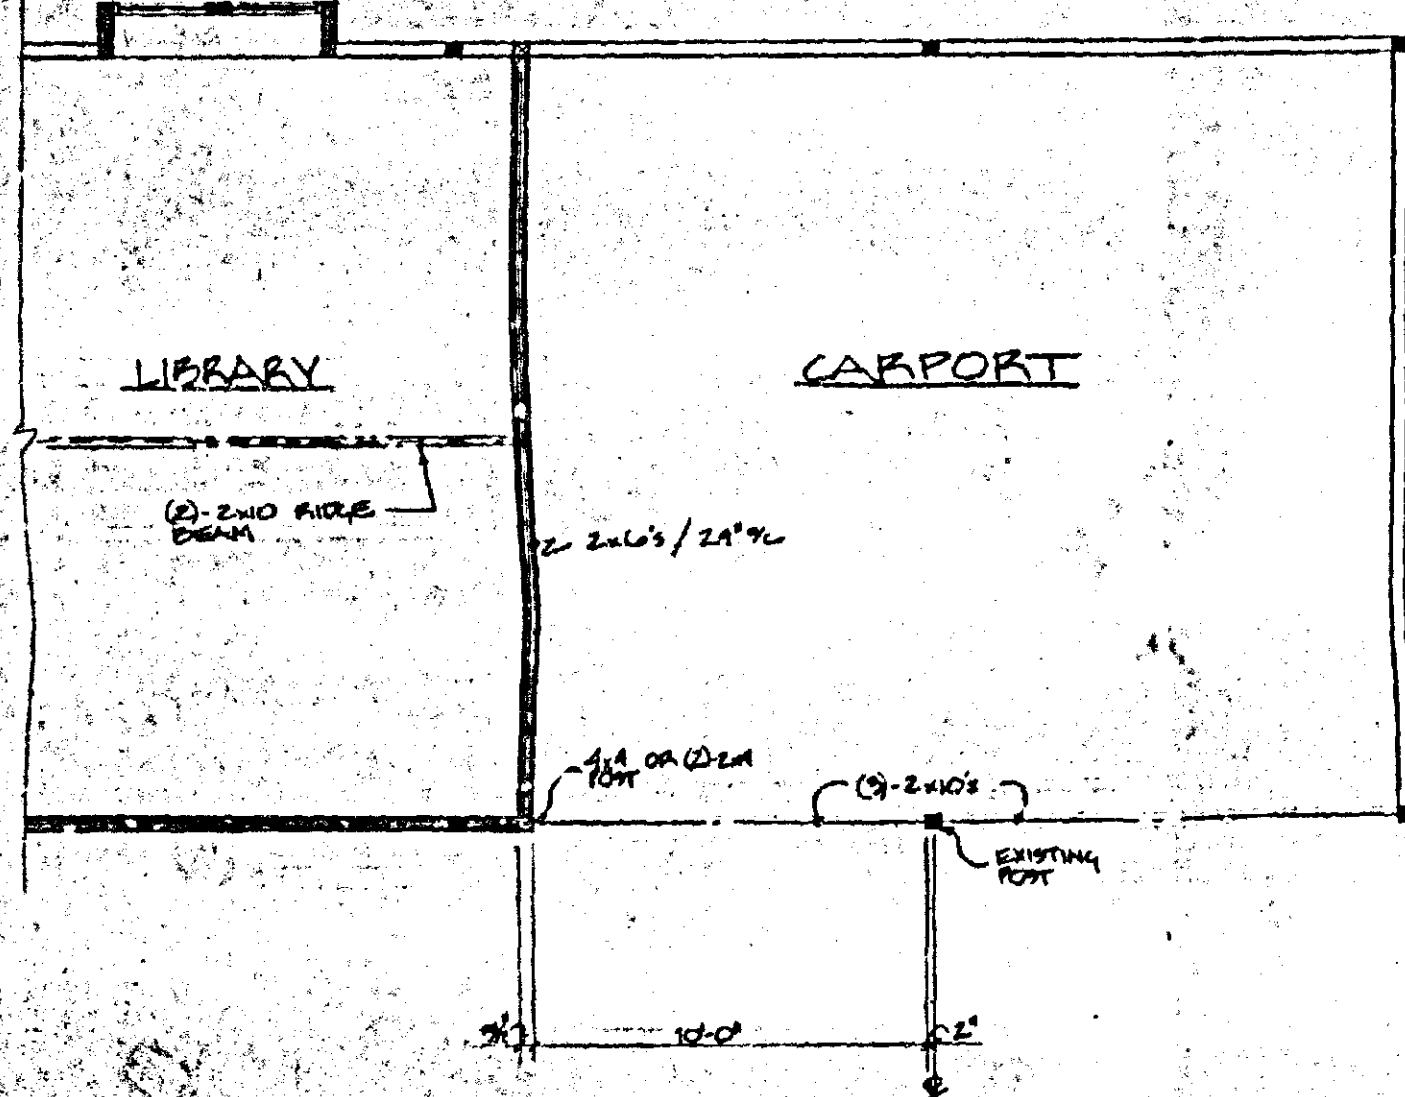 LIBRARY
CARPORT
(2)-2x10 RIDGE
BEAM
2x6's / 24" o/c
4x4 OR (2)-2x4
POST
(3)-2x10's
EXISTING
POST
10'-0"
2"